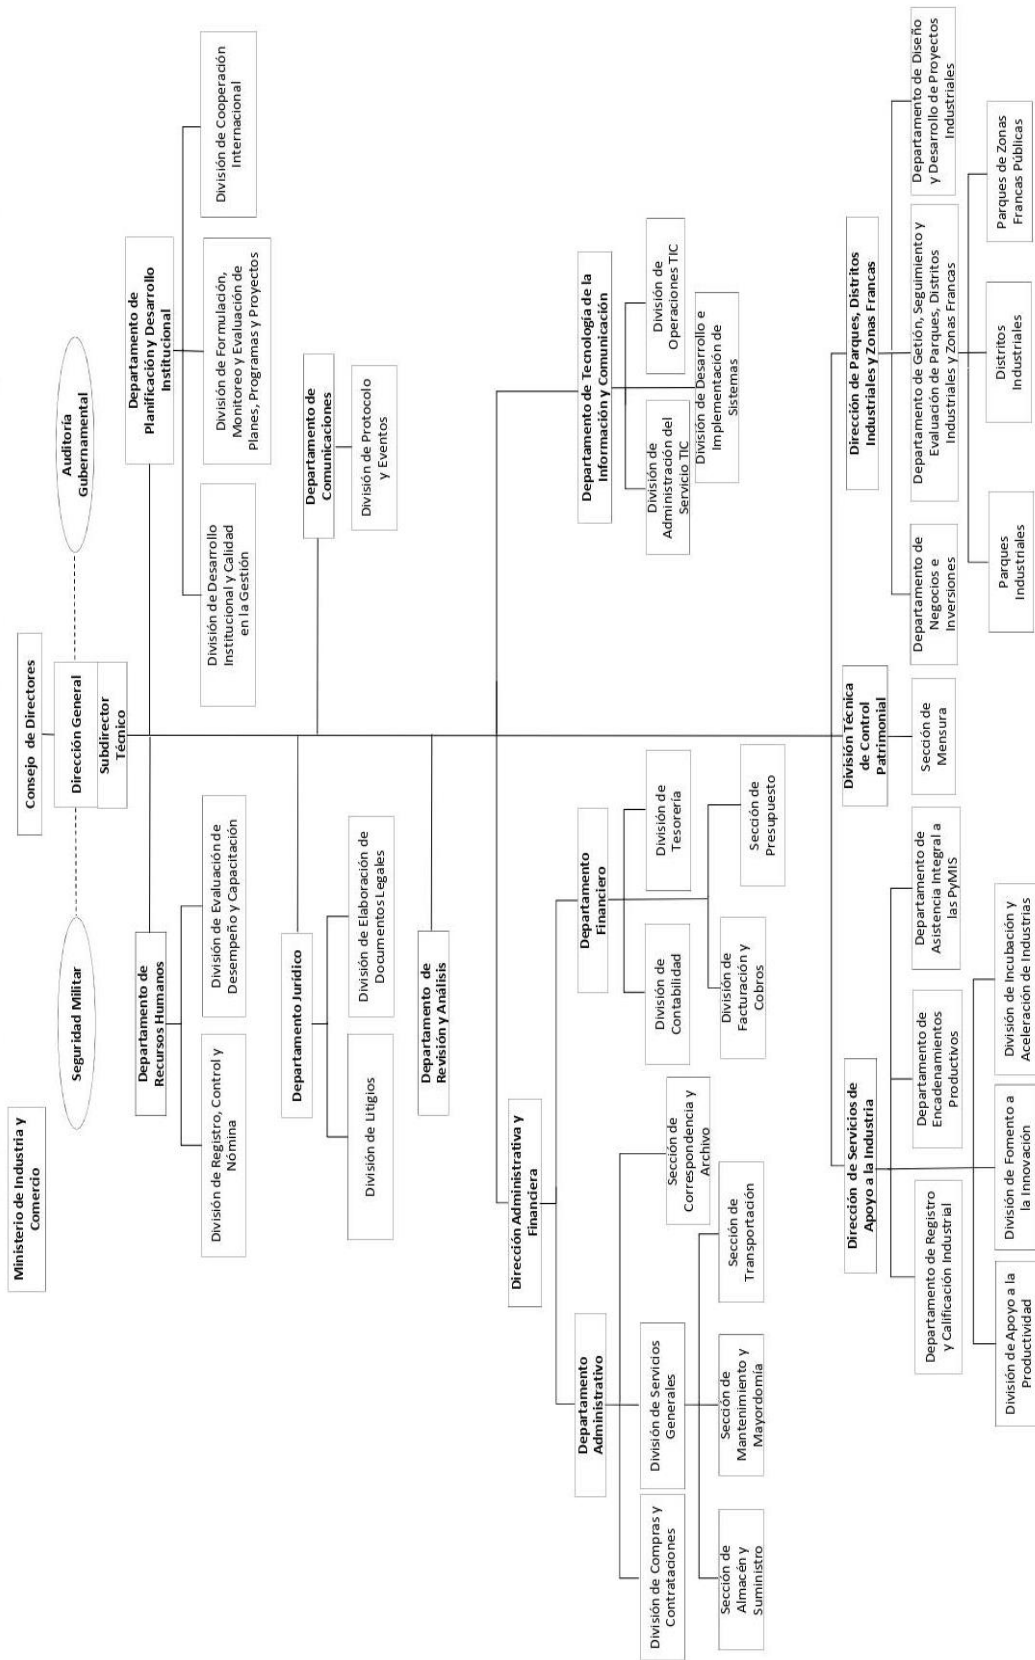 Ministerio de Industria y
Comercio
Consejo de Directores
Seguridad Militar
Dirección General
Auditoría
Gubernamental
Subdirector
Técnico
Departamento de
Recursos Humanos
División de Registro, Control y
Nómina
División de Evaluación de
Desempeño y Capacitación
Departamento de
Planificación y Desarrollo
Institucional
División de Desarrollo
Institucional y Calidad
en la Gestión
División de Formulación,
Monitoreo y Evaluación de
Planes, Programas y Proyectos
División de Cooperación
Internacional
Departamento Jurídico
División de Litigios
División de Elaboración de
Documentos Legales
Departamento de
Comunicaciones
División de Protocolo
y Eventos
Departamento de
Revisión y Análisis
Dirección Administrativa y
Financiera
Departamento
Administrativo
División de Compras y
Contrataciones
División de Servicios
Generales
Sección de
Correspondencia y
Archivo
Sección de
Almacén y
Suministro
Sección de
Mantenimiento y
Mayordomía
Sección de
Transportación
Departamento
Financiero
División de
Contabilidad
División de
Tesorería
División de
Facturación y
Cobros
Sección de
Presupuesto
Departamento de Tecnología de la
Información y Comunicación
División de
Administración del
Servicio TIC
División de
Operaciones TIC
División de Desarrollo e
Implementación de
Sistemas
Dirección de Servicios de
Apoyo a la Industria
Departamento de Registro
y Calificación Industrial
Departamento de
Encadenamientos
Productivos
Departamento de
Asistencia Integral a
las PyMIS
División de Apoyo a la
Productividad
División de Fomento a
la Innovación
División de Incubación y
Aceleración de Industrias
División Técnica
de Control
Patrimonial
Sección de
Mensura
Dirección de Parques, Distritos
Industriales y Zonas Francas
Departamento de
Negocios e
Inversiones
Departamento de Getión, Seguimiento y
Evaluación de Parques, Distritos
Industriales y Zonas Francas
Departamento de Diseño
y Desarrollo de Proyectos
Industriales
Parques
Industriales
Distritos
Industriales
Parques de Zonas
Francas Públicas